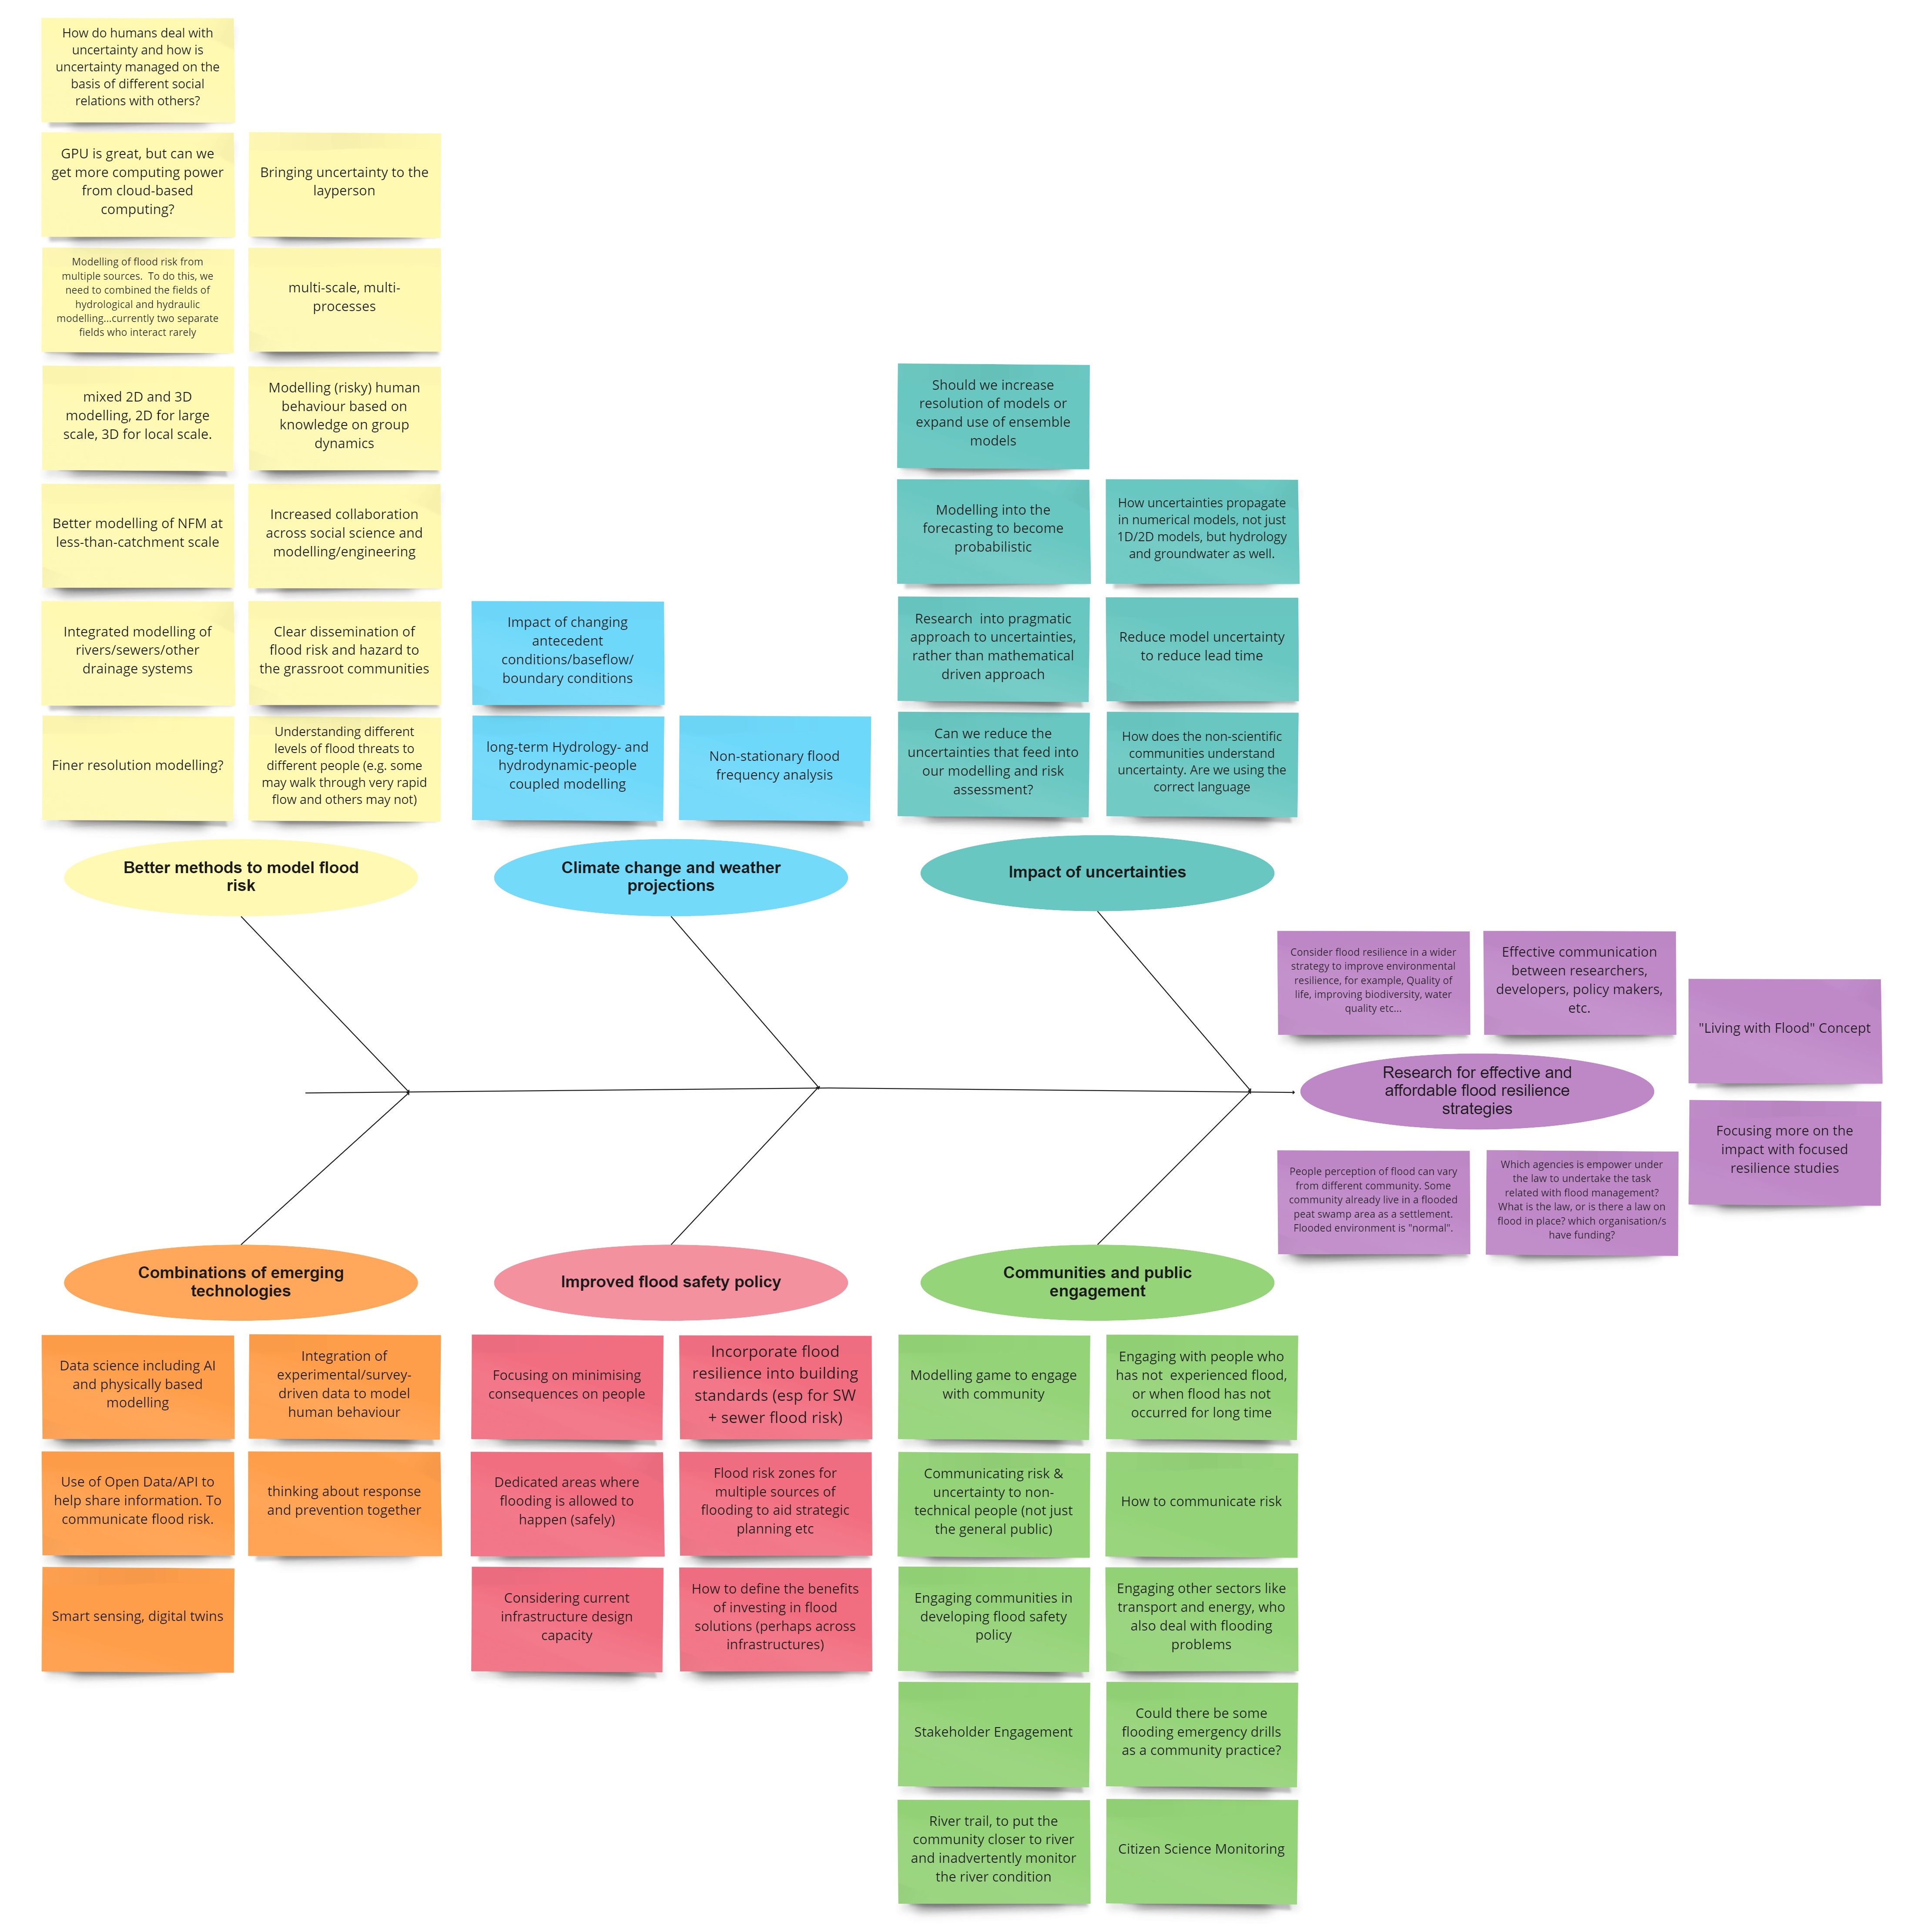 How do humans deal with
uncertainty and how is
uncertainty managed on the
basis of different social
relations with others?
GPU is great, but can we
get more computing power
from cloud-based
computing?
Bringing uncertainty to the
layperson
Modelling of flood risk from
multiple sources.  To do this, we
need to combined the fields of
hydrological and hydraulic
modelling...currently two separate
fields who interact rarely
multi-scale, multi-
processes
mixed 2D and 3D
modelling, 2D for large
scale, 3D for local scale.
Modelling (risky) human
behaviour based on
knowledge on group
dynamics
Better modelling of NFM at
less-than-catchment scale
Increased collaboration
across social science and
modelling/engineering
Integrated modelling of
rivers/sewers/other
drainage systems
Clear dissemination of
flood risk and hazard to
the grassroot communities
Finer resolution modelling?
Understanding different
levels of flood threats to
different people (e.g. some
may walk through very rapid
flow and others may not)
Better methods to model flood
risk
Impact of changing
antecedent
conditions/baseflow/
boundary conditions
long-term Hydrology- and
hydrodynamic-people
coupled modelling
Non-stationary flood
frequency analysis
Climate change and weather
projections
Should we increase
resolution of models or
expand use of ensemble
models
Modelling into the
forecasting to become
probabilistic
How uncertainties propagate
in numerical models, not just
1D/2D models, but hydrology
and groundwater as well.
Research  into pragmatic
approach to uncertainties,
rather than mathematical
driven approach
Reduce model uncertainty
to reduce lead time
Can we reduce the
uncertainties that feed into
our modelling and risk
assessment?
How does the non-scientific
communities understand
uncertainty. Are we using the
correct language
Impact of uncertainties
Consider flood resilience in a wider
strategy to improve environmental
resilience, for example, Quality of
life, improving biodiversity, water
quality etc...
Effective communication
between researchers,
developers, policy makers,
etc.
"Living with Flood" Concept
Research for effective and
affordable flood resilience
strategies
Focusing more on the
impact with focused
resilience studies
People perception of flood can vary
from different community. Some
community already live in a flooded
peat swamp area as a settlement.
Flooded environment is "normal".
Which agencies is empower under
the law to undertake the task
related with flood management?
What is the law, or is there a law on
flood in place? which organisation/s
have funding?
Combinations of emerging
technologies
Data science including AI
and physically based
modelling
Integration of
experimental/survey-
driven data to model
human behaviour
Use of Open Data/API to
help share information. To
communicate flood risk.
thinking about response
and prevention together
Smart sensing, digital twins
Improved flood safety policy
Focusing on minimising
consequences on people
Incorporate flood
resilience into building
standards (esp for SW
+ sewer flood risk)
Dedicated areas where
flooding is allowed to
happen (safely)
Flood risk zones for
multiple sources of
flooding to aid strategic
planning etc
Considering current
infrastructure design
capacity
How to define the benefits
of investing in flood
solutions (perhaps across
infrastructures)
Communities and public
engagement
Modelling game to engage
with community
Engaging with people who
has not  experienced flood,
or when flood has not
occurred for long time
Communicating risk &
uncertainty to non-
technical people (not just
the general public)
How to communicate risk
Engaging communities in
developing flood safety
policy
Engaging other sectors like
transport and energy, who
also deal with flooding
problems
Stakeholder Engagement
Could there be some
flooding emergency drills
as a community practice?
River trail, to put the
community closer to river
and inadvertently monitor
the river condition
Citizen Science Monitoring